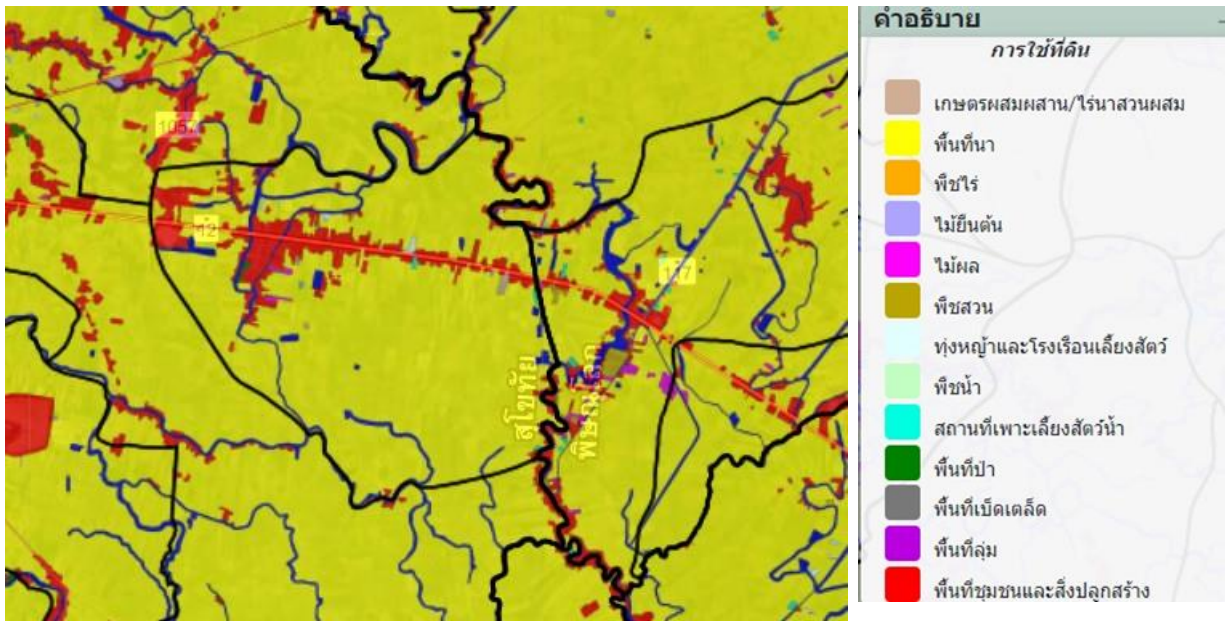 1057
12
117
สุโขทัย
พิษณุโลก
คำอธิบาย
การใช้ที่ดิน
เกษตรผสมผสาน/ไร่นาสวนผสม
พื้นที่นา
พืชไร่
ไม้ยืนต้น
ไม้ผล
พืชสวน
ทุ่งหญ้าและโรงเรือนเลี้ยงสัตว์
พืชน้ำ
สถานที่เพาะเลี้ยงสัตว์น้ำ
พื้นที่ป่า
พื้นที่เบ็ดเตล็ด
พื้นที่ลุ่ม
พื้นที่ชุมชนและสิ่งปลูกสร้าง